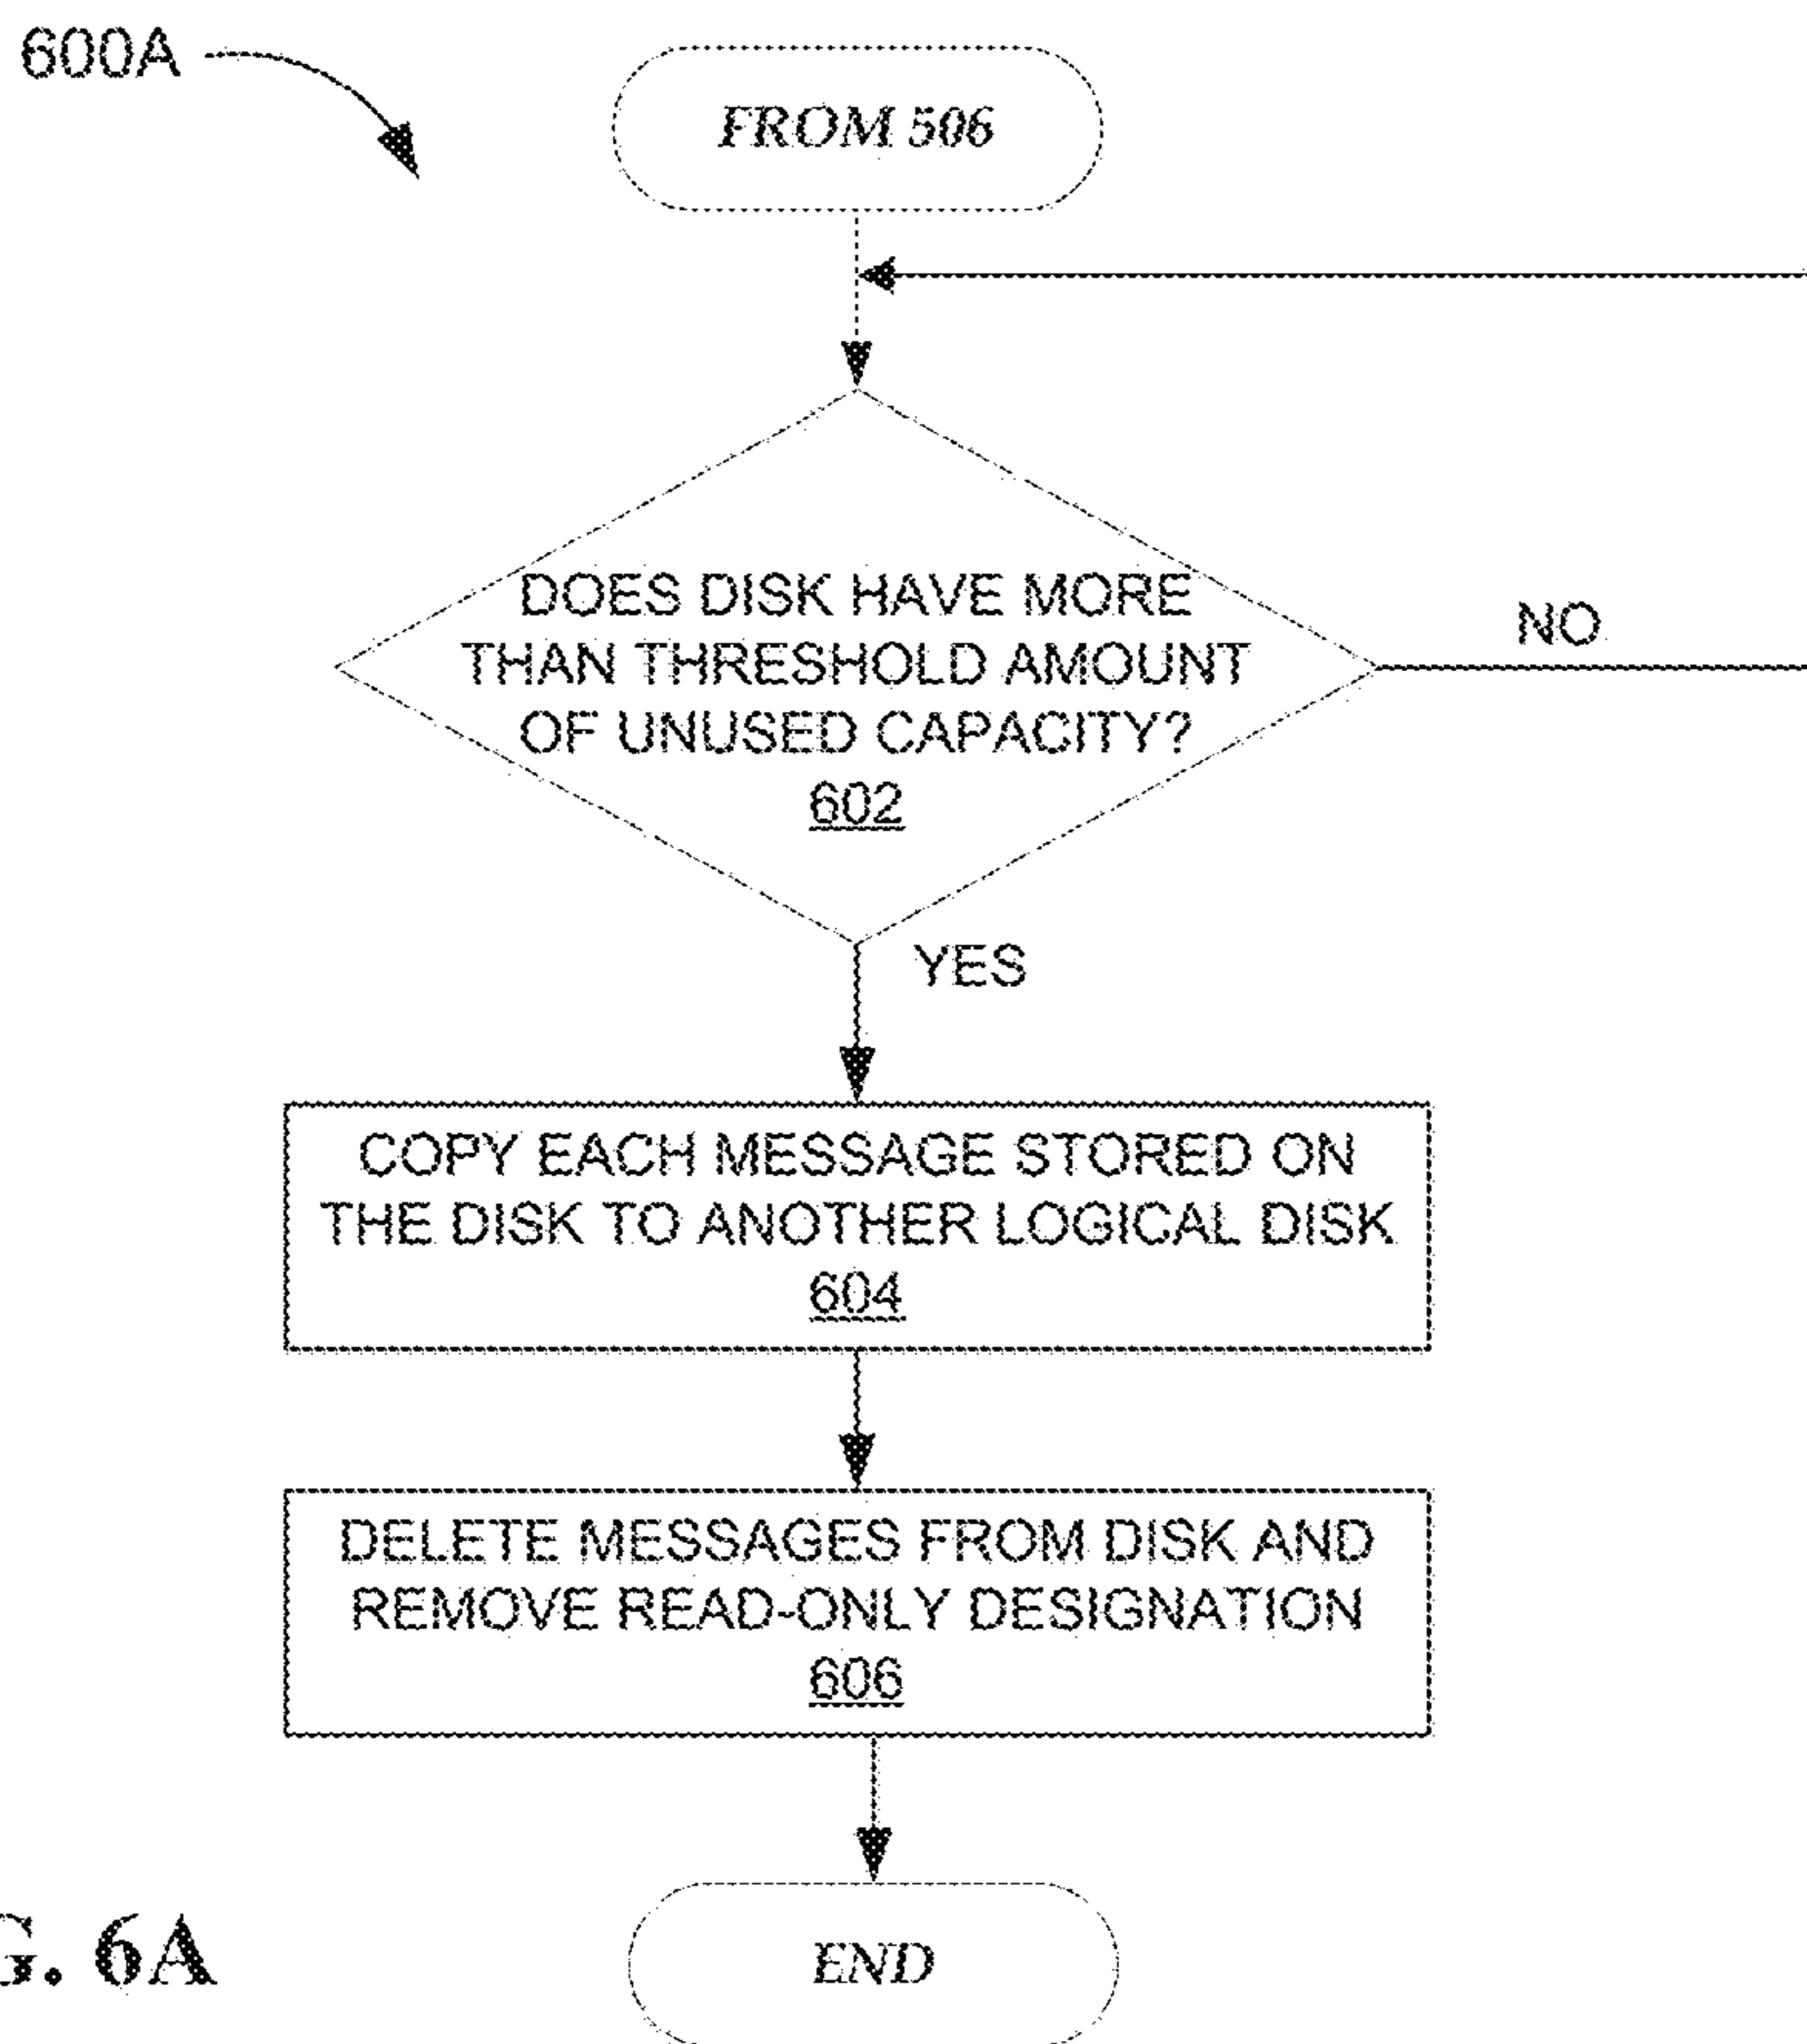 600A
FROM 506
DOES DISK HAVE MORE
THAN THRESHOLD AMOUNT
OF UNUSED CAPACITY?
602
NO
YES
COPY EACH MESSAGE STORED ON
THE DISK TO ANOTHER LOGICAL DISK
604
DELETE MESSAGES FROM DISK AND
REMOVE READ-ONLY DESIGNATION
606
G. 6A
END